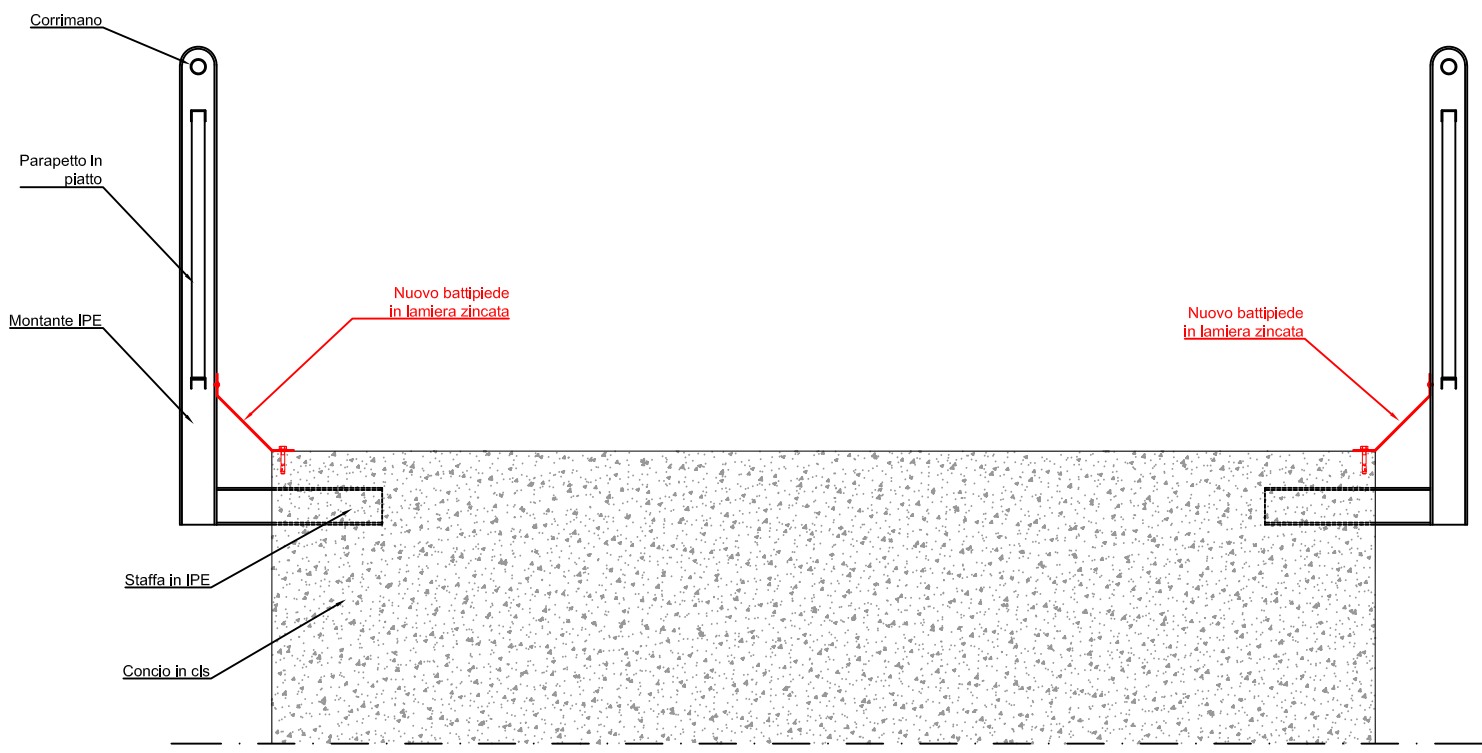 Corrimano
Parapetto in
piatto
Montante IPE
Nuovo battipiede
in lamiera zincata
Nuovo battipiede
in lamiera zincata
Staffa in IPE
Concio in cls